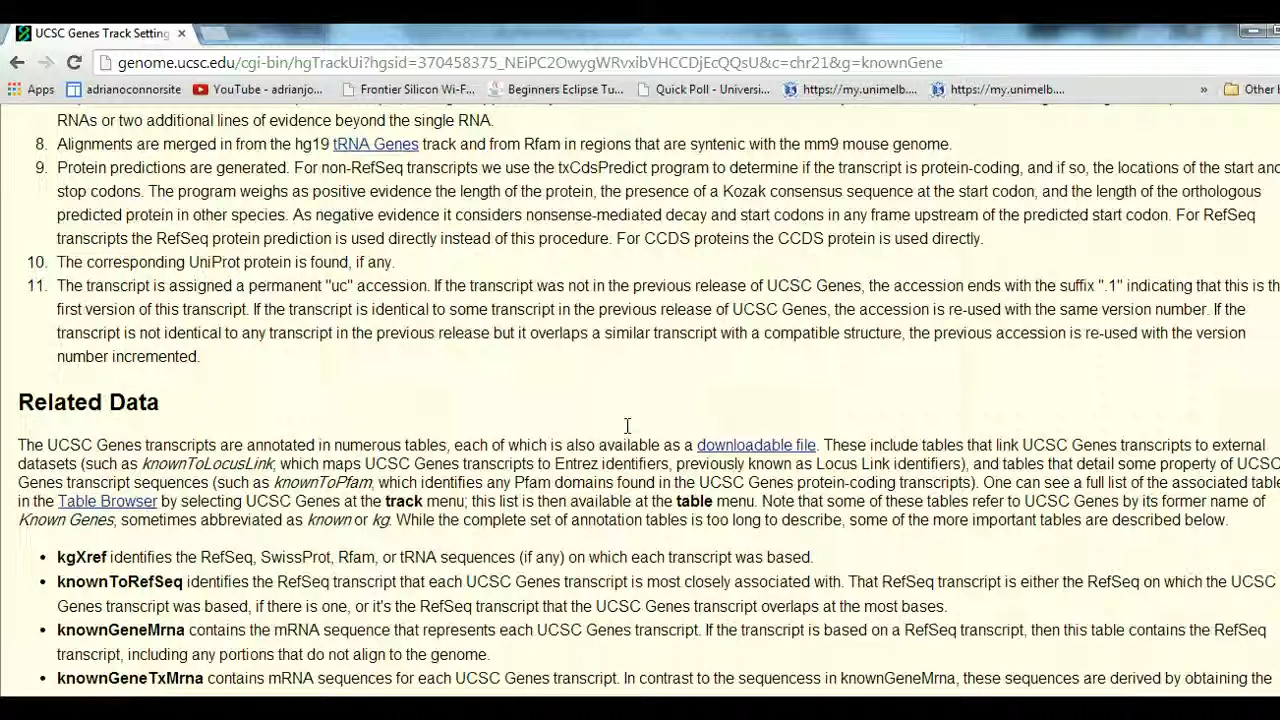 UCSC Genes Track Setting ×
genome.ucsc.edu/cgi-bin/hgTrackUi?hgsid=370458375_NEiPC2OwygWRvxibVHCCDjEcQQsU&c=chr21&g=knownGene
Apps adrianoconnorsite YouTube - adrianjo... Frontier Silicon Wi-F... Beginners Eclipse Tu... Quick Poll - Universi... https://my.unimelb.... https://my.unimelb.... » Other b
RNAs or two additional lines of evidence beyond the single RNA.
8. Alignments are merged in from the hg19 tRNA Genes track and from Rfam in regions that are syntenic with the mm9 mouse genome.
9. Protein predictions are generated. For non-RefSeq transcripts we use the txCdsPredict program to determine if the transcript is protein-coding, and if so, the locations of the start and
stop codons. The program weighs as positive evidence the length of the protein, the presence of a Kozak consensus sequence at the start codon, and the length of the orthologous
predicted protein in other species. As negative evidence it considers nonsense-mediated decay and start codons in any frame upstream of the predicted start codon. For RefSeq
transcripts the RefSeq protein prediction is used directly instead of this procedure. For CCDS proteins the CCDS protein is used directly.
10. The corresponding UniProt protein is found, if any.
11. The transcript is assigned a permanent "uc" accession. If the transcript was not in the previous release of UCSC Genes, the accession ends with the suffix ".1" indicating that this is th
first version of this transcript. If the transcript is identical to some transcript in the previous release of UCSC Genes, the accession is re-used with the same version number. If the
transcript is not identical to any transcript in the previous release but it overlaps a similar transcript with a compatible structure, the previous accession is re-used with the version
number incremented.
Related Data
The UCSC Genes transcripts are annotated in numerous tables, each of which is also available as a downloadable file. These include tables that link UCSC Genes transcripts to external
datasets (such as knownToLocusLink, which maps UCSC Genes transcripts to Entrez identifiers, previously known as Locus Link identifiers), and tables that detail some property of UCSC
Genes transcript sequences (such as knownToPfam, which identifies any Pfam domains found in the UCSC Genes protein-coding transcripts). One can see a full list of the associated table
in the Table Browser by selecting UCSC Genes at the track menu; this list is then available at the table menu. Note that some of these tables refer to UCSC Genes by its former name of
Known Genes, sometimes abbreviated as known or kg. While the complete set of annotation tables is too long to describe, some of the more important tables are described below.
• kgXref identifies the RefSeq, SwissProt, Rfam, or tRNA sequences (if any) on which each transcript was based.
• knownToRefSeq identifies the RefSeq transcript that each UCSC Genes transcript is most closely associated with. That RefSeq transcript is either the RefSeq on which the UCSC
Genes transcript was based, if there is one, or it's the RefSeq transcript that the UCSC Genes transcript overlaps at the most bases.
• knownGeneMrna contains the mRNA sequence that represents each UCSC Genes transcript. If the transcript is based on a RefSeq transcript, then this table contains the RefSeq
transcript, including any portions that do not align to the genome.
• knownGeneTxMrna contains mRNA sequences for each UCSC Genes transcript. In contrast to the sequencess in knownGeneMrna, these sequences are derived by obtaining the